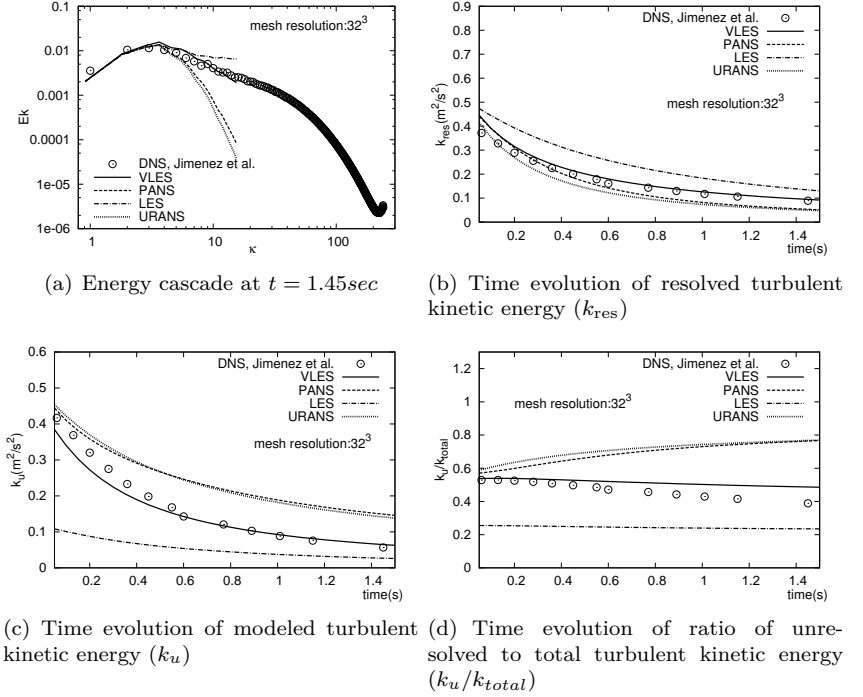 mesh resolution:32³
0.1
0.01
0.001
0.0001
1e-05
1e-06
Ek
DNS, Jimenez et al.
VLES
PANS
LES
URANS
1
10
100
κ
(a) Energy cascade at t = 1.45sec
0.9
0.8
0.7
0.6
0.5
0.4
0.3
0.2
0.1
0
k_res(m²/s²)
DNS, Jimenez et al.
VLES
PANS
LES
URANS
mesh resolution:32³
0.2
0.4
0.6
0.8
1
1.2
1.4
time(s)
(b) Time evolution of resolved turbulent
kinetic energy (k_res)
0.6
0.5
0.4
0.3
0.2
0.1
0
k_u(m²/s²)
DNS, Jimenez et al.
VLES
PANS
LES
URANS
mesh resolution:32³
0.2
0.4
0.6
0.8
1
1.2
1.4
time(s)
(c) Time evolution of modeled turbulent
kinetic energy (k_u)
1.2
1
0.8
0.6
0.4
0.2
0
k_u/k_total
DNS, Jimenez et al.
VLES
PANS
LES
URANS
mesh resolution:32³
0.2
0.4
0.6
0.8
1
1.2
1.4
time(s)
(d) Time evolution of ratio of unre-
solved to total turbulent kinetic energy
(k_u/k_total)